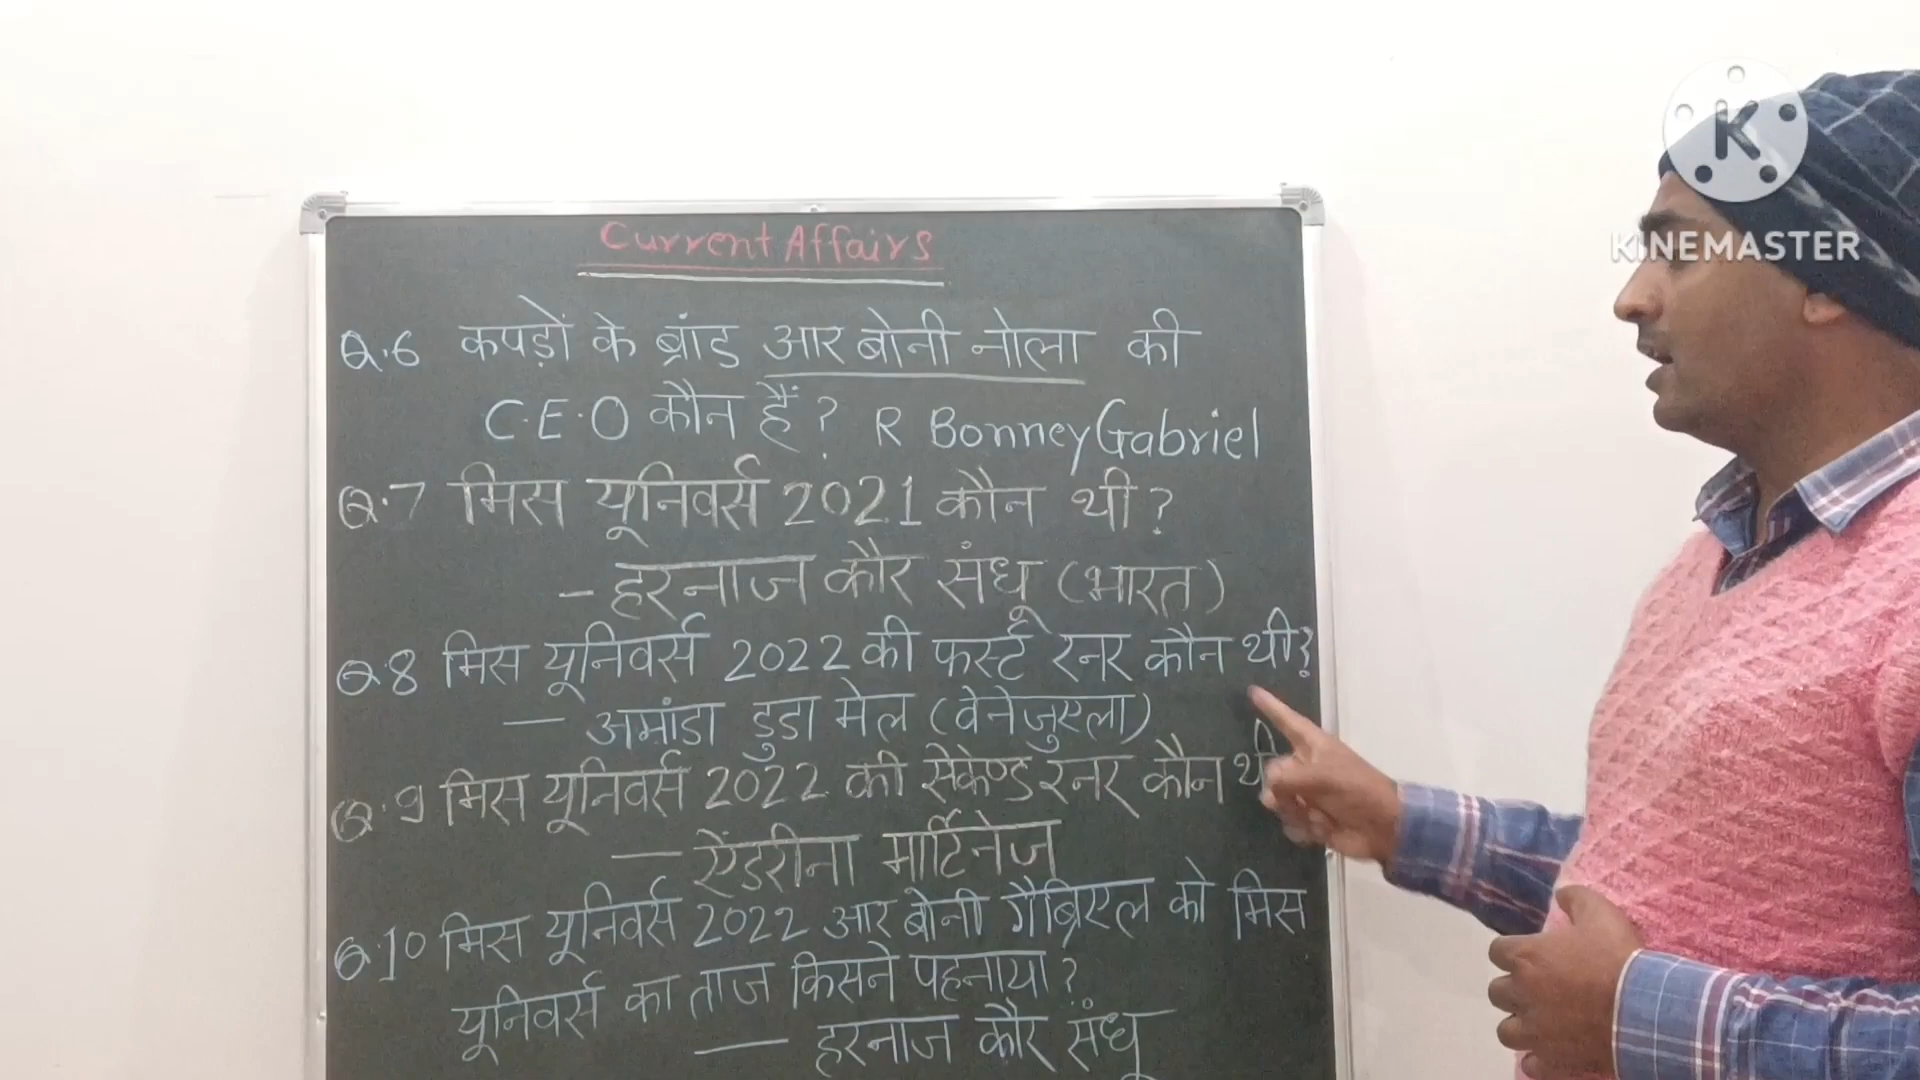 Current Affairs
Q.6 कपड़ों के ब्रांड आर बोनी नोला की
C.E.O कौन हैं? R Bonney Gabriel
Q.7 मिस यूनिवर्स 2021 कौन थी?
- हरनाज कौर संधू (भारत)
Q.8 मिस यूनिवर्स 2022 की फर्स्ट रनर कौन थी?
— अमांडा डुडामेल (वेनेजुएला)
Q.9 मिस यूनिवर्स 2022 की सेकेण्ड रनर कौन थी
— ऐंडरीना मार्टिनेज
Q.10 मिस यूनिवर्स 2022 आर बोनी गैब्रिएल को मिस
यूनिवर्स का ताज किसने पहनाया?
— हरनाज कौर संधू
K
KINEMASTER